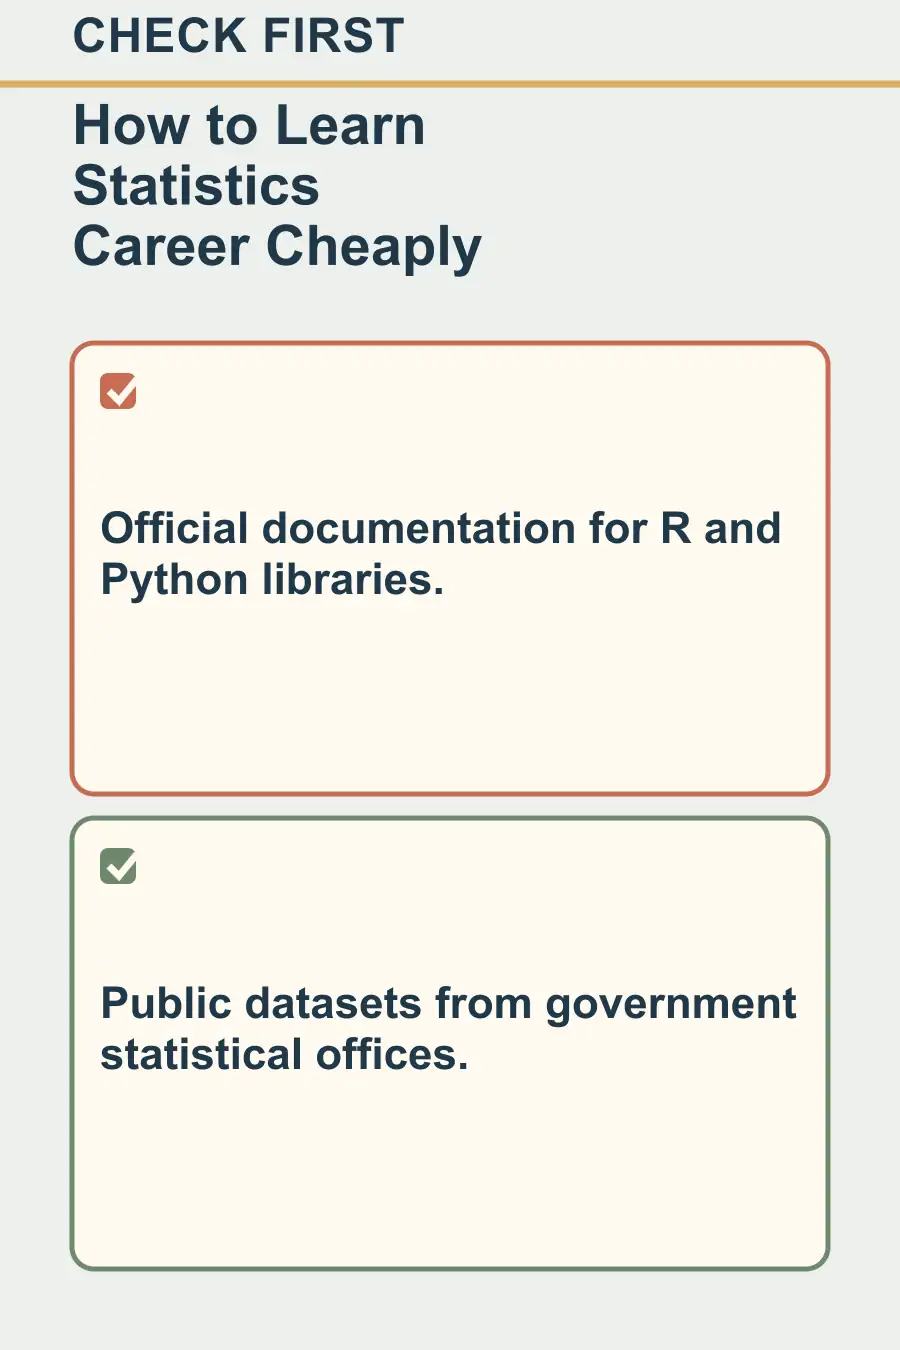 CHECK FIRST
How to Learn
Statistics
Career Cheaply
Official documentation for R and
Python libraries.
Public datasets from government
statistical offices.